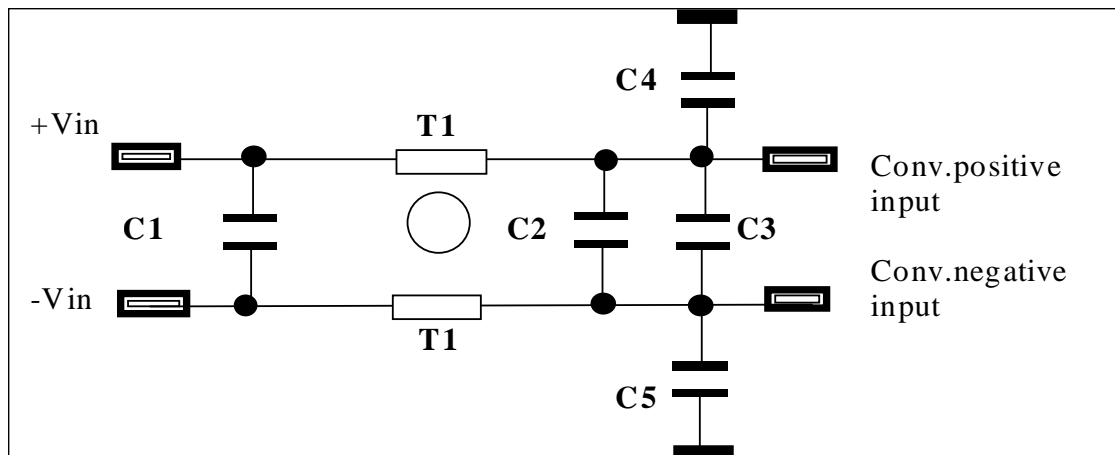 C4
+Vin
T1
Conv.positive
input
C1
C2
C3
-Vin
Conv.negative
input
T1
C5